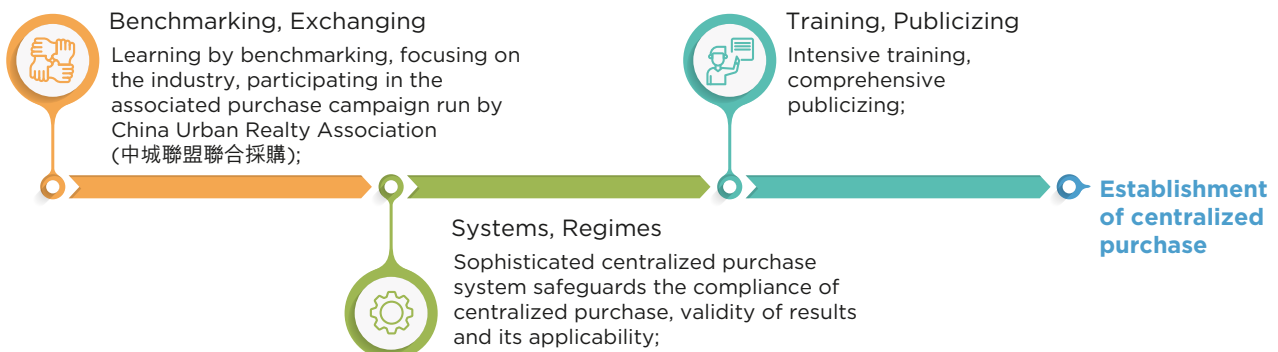 Benchmarking, Exchanging
Learning by benchmarking, focusing on
the industry, participating in the
associated purchase campaign run by
China Urban Realty Association
(中城聯盟聯合採購);
Systems, Regimes
Sophisticated centralized purchase
system safeguards the compliance of
centralized purchase, validity of results
and its applicability;
Training, Publicizing
Intensive training,
comprehensive
publicizing;
Establishment
of centralized
purchase